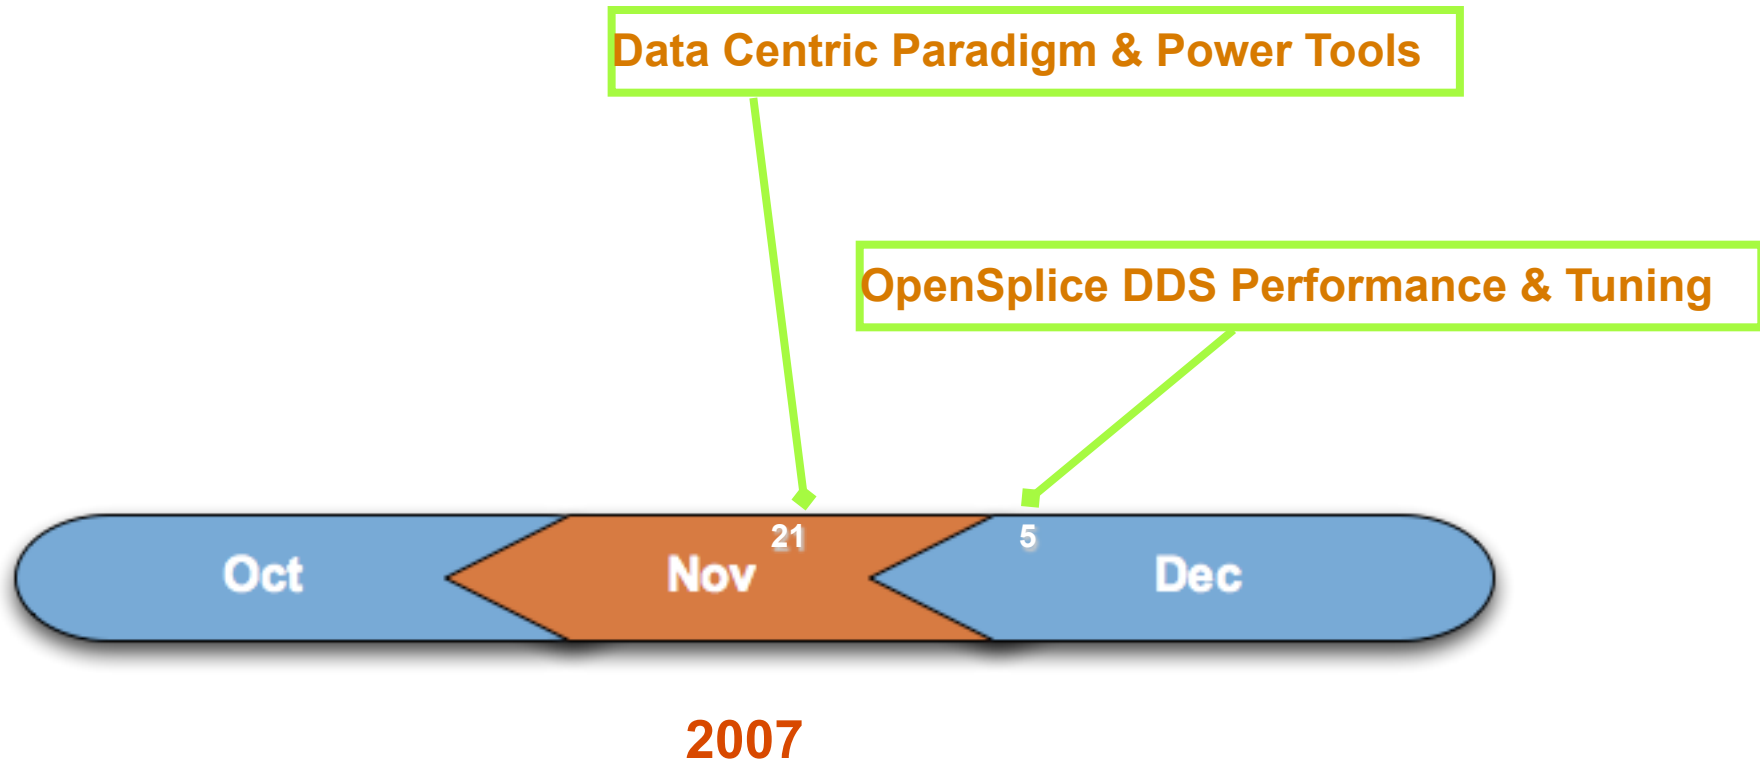 Data Centric Paradigm & Power Tools
OpenSplice DDS Performance & Tuning
21
5
Oct
Nov
Dec
2007